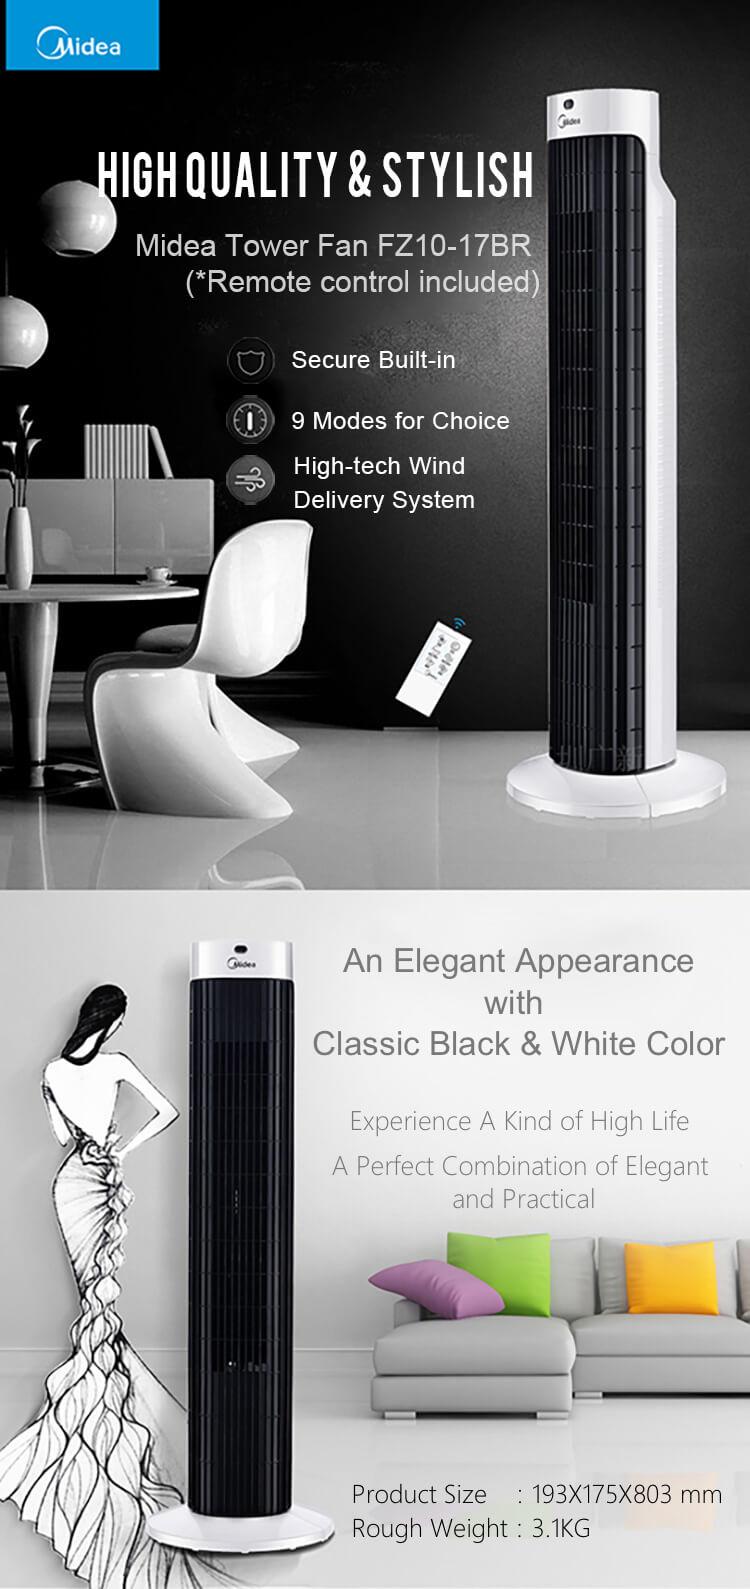 Midea
Midea
HIGH QUALITY & STYLISH
Midea Tower Fan FZ10-17BR
(*Remote control included)
Secure Built-in
9 Modes for Choice
High-tech Wind
Delivery System
Midea
An Elegant Appearance
with
Classic Black & White Color
Experience A Kind of High Life
A Perfect Combination of Elegant
and Practical
Product Size : 193X175X803 mm
Rough Weight : 3.1KG